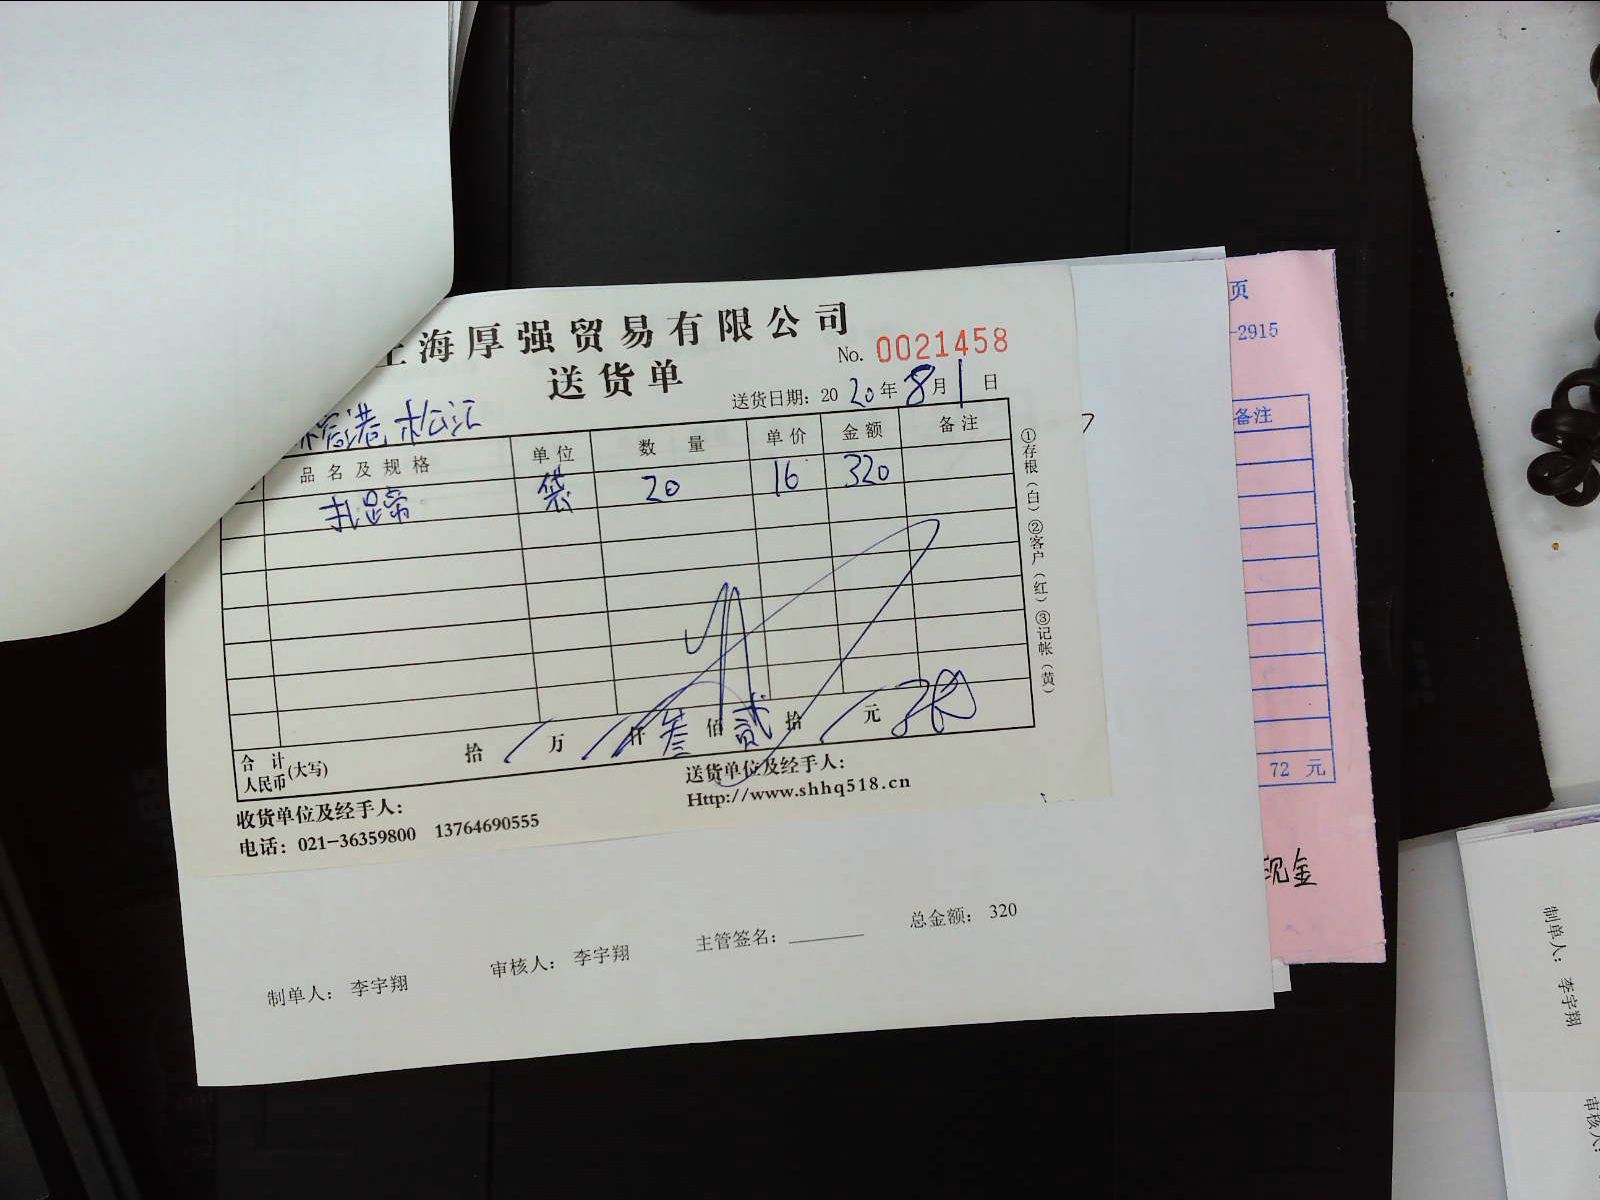 上海厚强贸易有限公司
No. 0021458
送货单
送货日期: 2020年8月1日
稻港 松江
品名及规格 单位 数量 单价 金额 备注
扎蹄 袋 20 16 320
合计人民币(大写) 拾 / 万 / 仟 叁 佰 贰 拾 / 元
①存根(白) ②客户(红) ③记帐(黄)
收货单位及经手人:
送货单位及经手人:
电话: 021-36359800 13764690555
Http://www.shhq518.cn
制单人: 李宇翔 审核人: 李宇翔 主管签名: ______ 总金额: 320
页
-2915
备注
72 元
现金
制单人: 李宇翔
审核人: